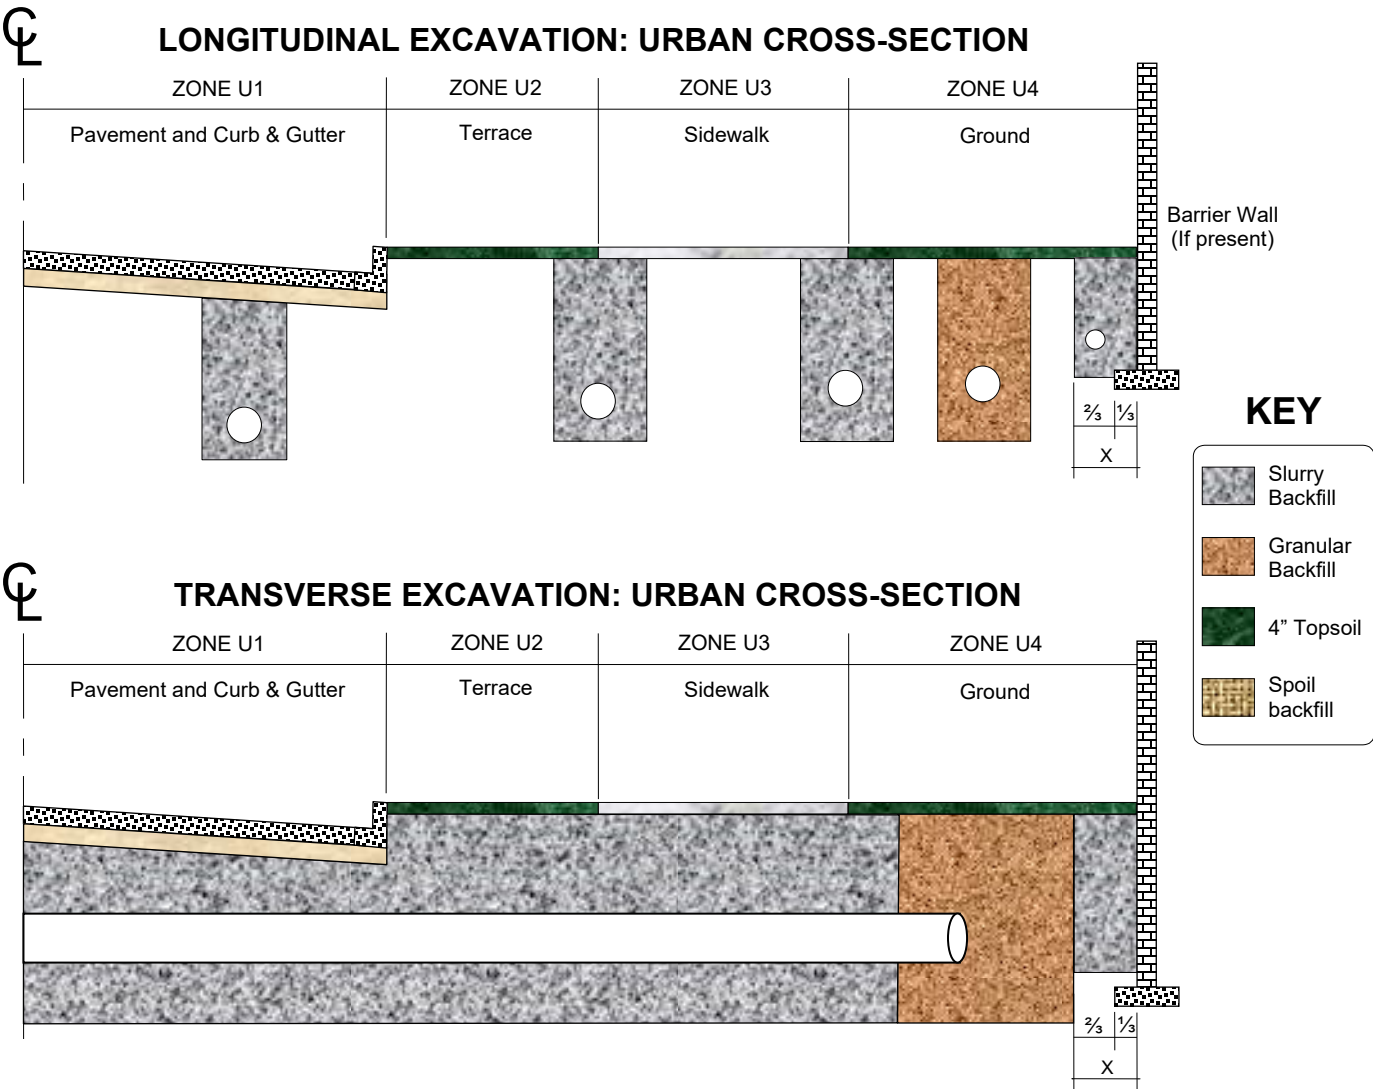 ℄
LONGITUDINAL EXCAVATION: URBAN CROSS-SECTION
ZONE U1 ZONE U2 ZONE U3 ZONE U4
Pavement and Curb & Gutter Terrace Sidewalk Ground
Barrier Wall
(If present)
⅔ ⅓
X
KEY
Slurry
Backfill
Granular
Backfill
4” Topsoil
Spoil
backfill
℄
TRANSVERSE EXCAVATION: URBAN CROSS-SECTION
ZONE U1 ZONE U2 ZONE U3 ZONE U4
Pavement and Curb & Gutter Terrace Sidewalk Ground
⅔ ⅓
X